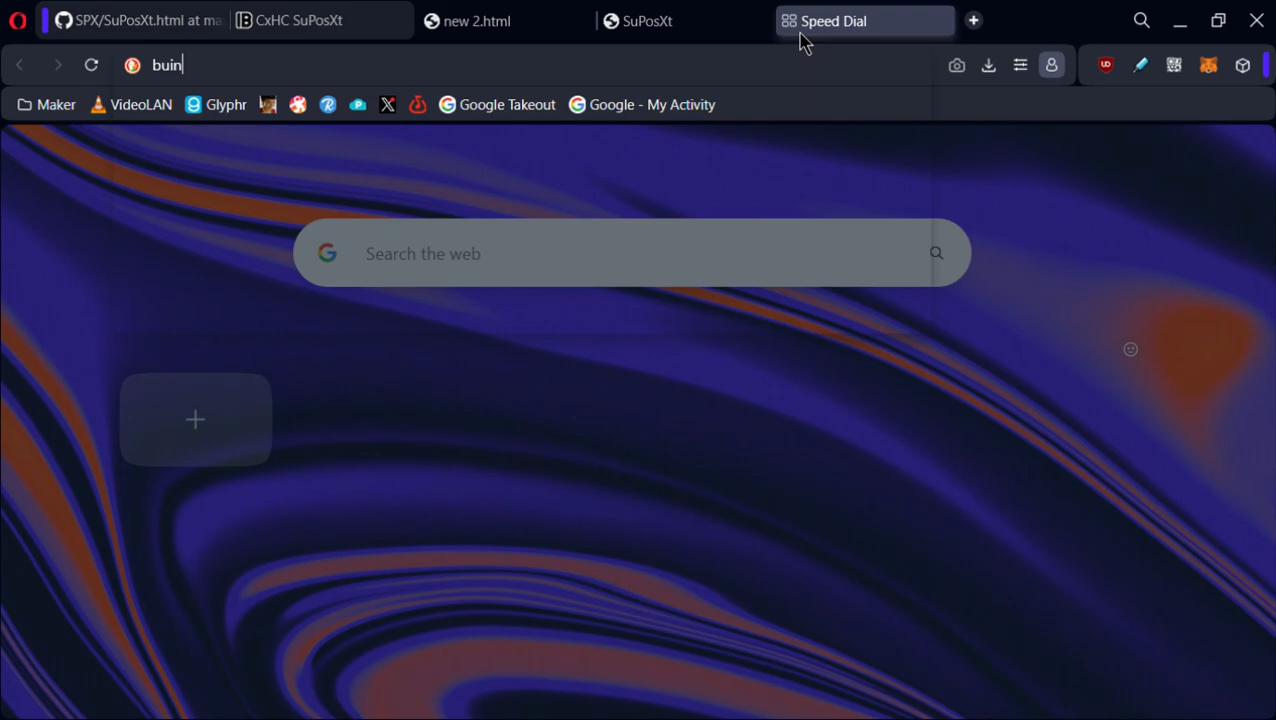 SPX/SuPosXt.html at ma
CxHC SuPosXt
new 2.html
SuPosXt
Speed Dial
buin
Maker
VideoLAN
Glyphr
Google Takeout
Google - My Activity
Search the web